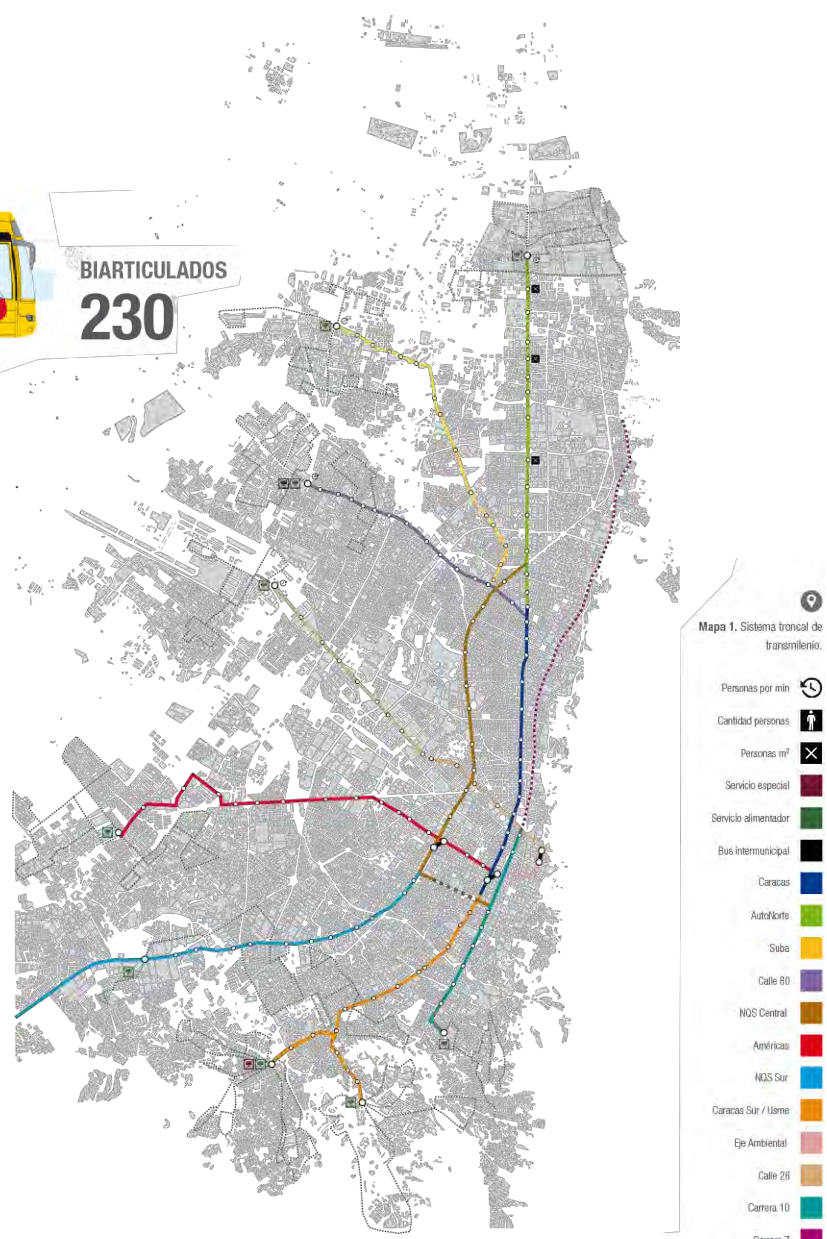 BIARTICULADOS
230
Mapa 1. Sistema troncal de
transmilenio.
Personas por min
Cantidad personas
Personas m²
Servicio especial
Servicio alimentador
Bus intermunicipal
Caracas
AutoNorte
Suba
Calle 80
NQS Central
Américas
NQS Sur
Caracas Sur / Usme
Eje Ambiental
Calle 26
Carrera 10